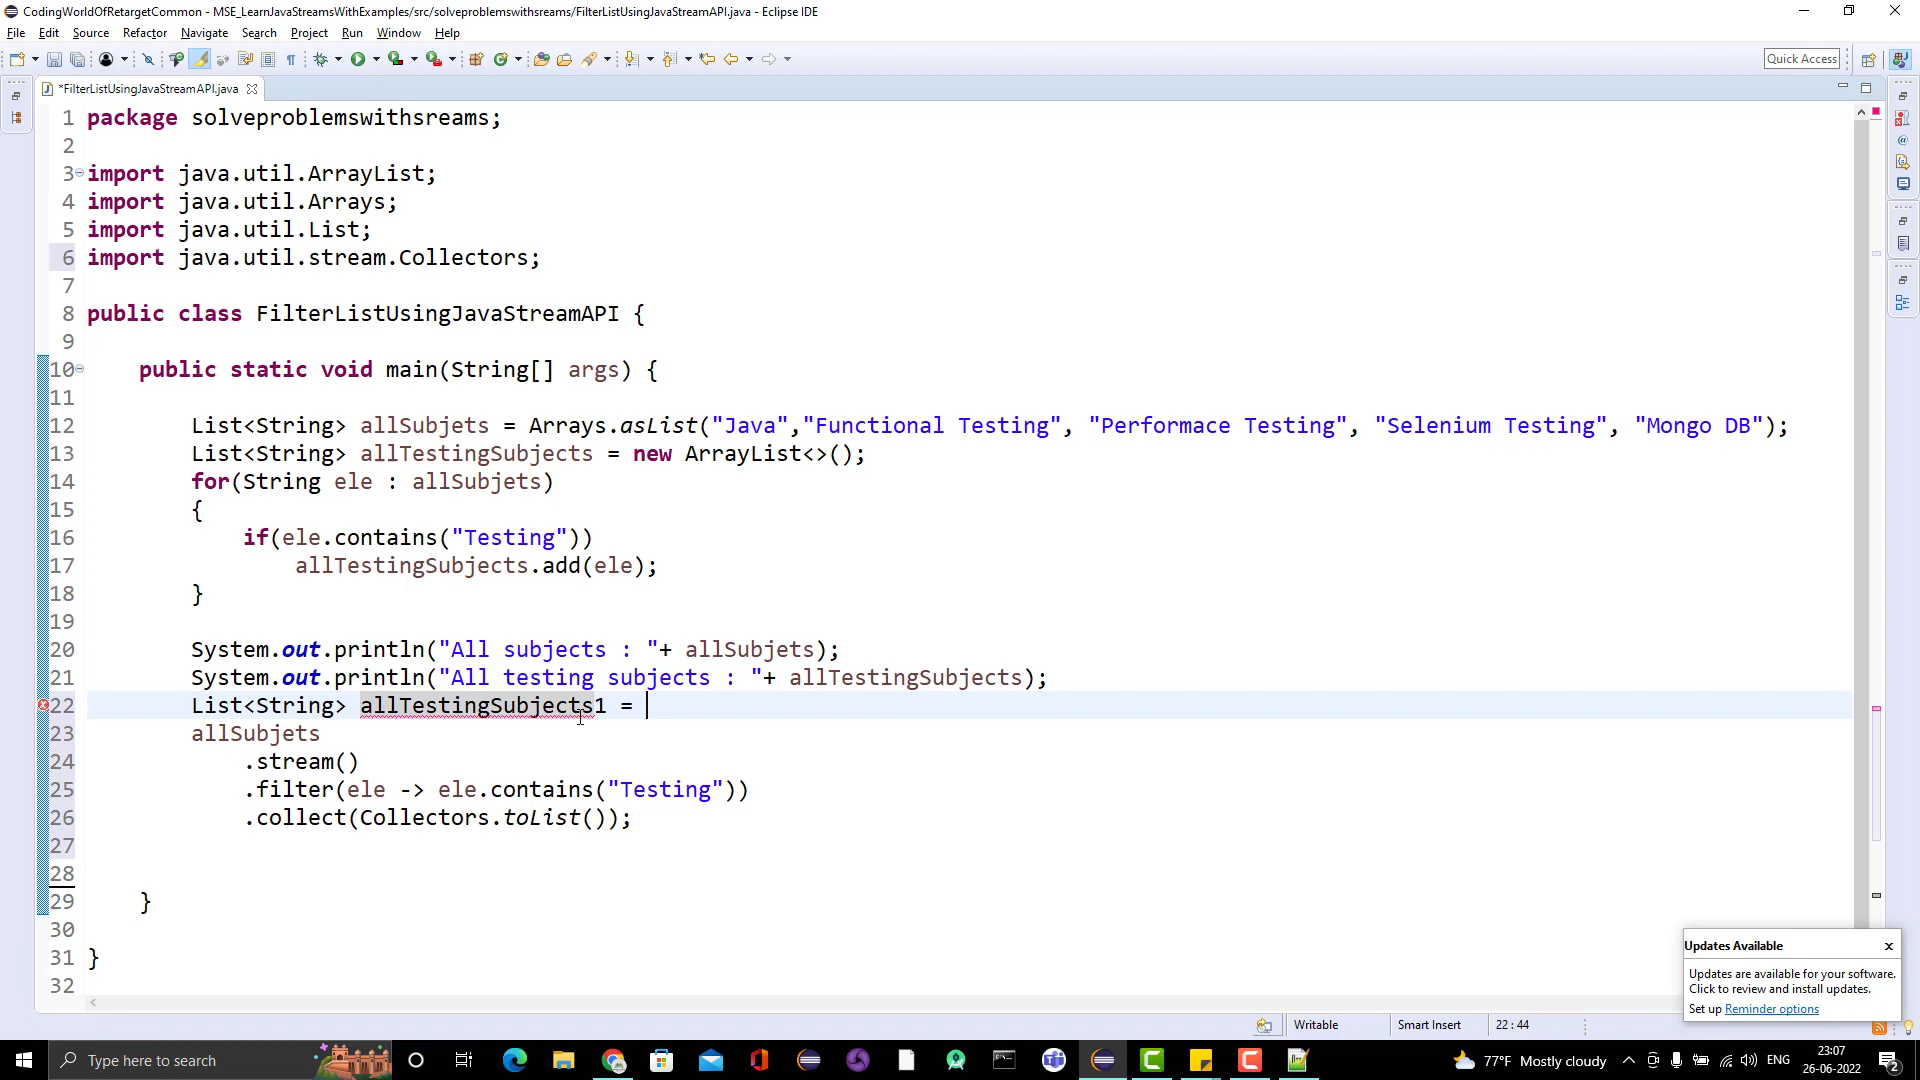 CodingWorldOfRetargetCommon - MSE_LearnJavaStreamsWithExamples/src/solveproblemswithsreams/FilterListUsingJavaStreamAPI.java - Eclipse IDE
File Edit Source Refactor Navigate Search Project Run Window Help
Quick Access
*FilterListUsingJavaStreamAPI.java
1 package solveproblemswithsreams;
2
3 import java.util.ArrayList;
4 import java.util.Arrays;
5 import java.util.List;
6 import java.util.stream.Collectors;
7
8 public class FilterListUsingJavaStreamAPI {
9
10 public static void main(String[] args) {
11
12 List<String> allSubjets = Arrays.asList("Java","Functional Testing", "Performace Testing", "Selenium Testing", "Mongo DB");
13 List<String> allTestingSubjects = new ArrayList<>();
14 for(String ele : allSubjets)
15 {
16 if(ele.contains("Testing"))
17 allTestingSubjects.add(ele);
18 }
19
20 System.out.println("All subjects : "+ allSubjets);
21 System.out.println("All testing subjects : "+ allTestingSubjects);
22 List<String> allTestingSubjects1 =
23 allSubjets
24 .stream()
25 .filter(ele -> ele.contains("Testing"))
26 .collect(Collectors.toList());
27
28
29 }
30
31 }
32
Updates Available
Updates are available for your software.
Click to review and install updates.
Set up Reminder options
Writable Smart Insert 22 : 44
Type here to search
77°F Mostly cloudy ENG 23:07
26-06-2022 2